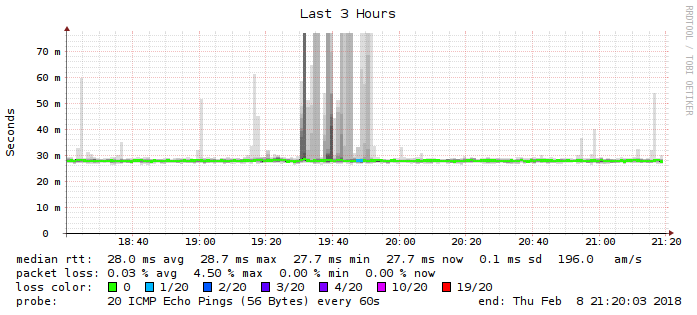 Last 3 Hours
RRDTOOL / TOBI OETIKER
Seconds
70 m
60 m
50 m
40 m
30 m
20 m
10 m
0
18:40 19:00 19:20 19:40 20:00 20:20 20:40 21:00 21:20
median rtt: 28.0 ms avg 28.7 ms max 27.7 ms min 27.7 ms now 0.1 ms sd 196.0 am/s
packet loss: 0.03 % avg 4.50 % max 0.00 % min 0.00 % now
loss color: 0 1/20 2/20 3/20 4/20 10/20 19/20
probe: 20 ICMP Echo Pings (56 Bytes) every 60s end: Thu Feb 8 21:20:03 2018